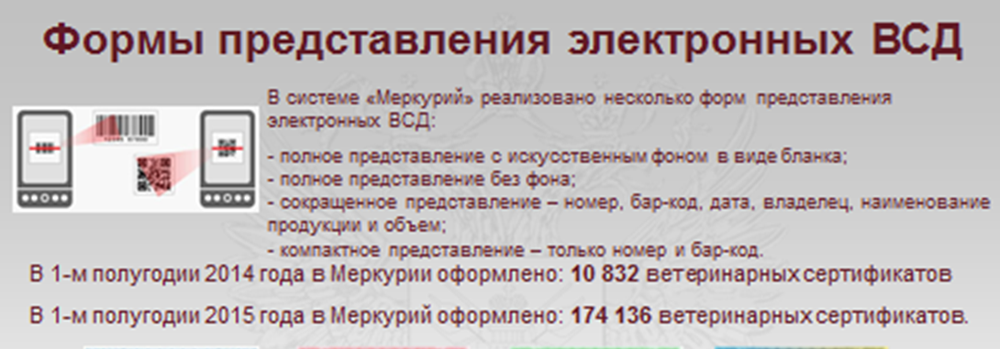 Формы представления электронных ВСД
В системе «Меркурий» реализовано несколько форм представления
электронных ВСД:
- полное представление с искусственным фоном в виде бланка;
- полное представление без фона;
- сокращенное представление – номер, бар-код, дата, владелец, наименование
продукции и объем;
- компактное представление – только номер и бар-код.
В 1-м полугодии 2014 года в Меркурии оформлено: 10 832 ветеринарных сертификатов
В 1-м полугодии 2015 года в Меркурий оформлено: 174 136 ветеринарных сертификатов.